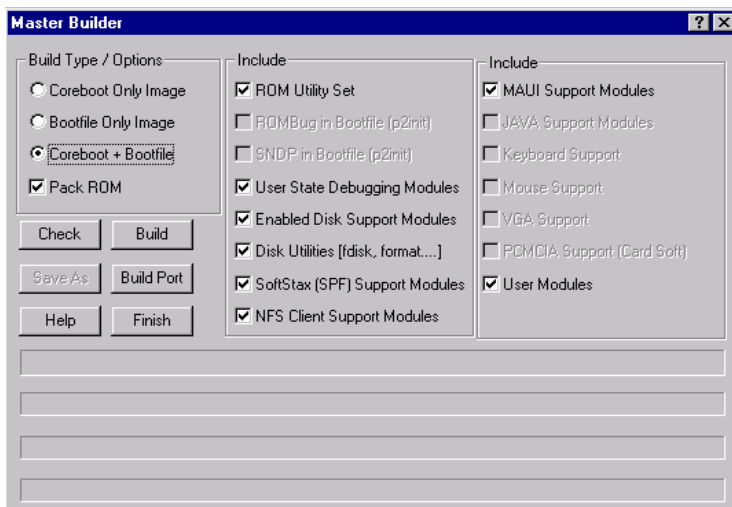 Master Builder
Build Type / Options
Coreboot Only Image
Bootfile Only Image
Coreboot + Bootfile
Pack ROM
Check
Build
Save As
Build Port
Help
Finish
Include
ROM Utility Set
ROMBug in Bootfile (p2init)
SNDP in Bootfile (p2init)
User State Debugging Modules
Enabled Disk Support Modules
Disk Utilities [fdisk, format....]
SoftStax (SPF) Support Modules
NFS Client Support Modules
Include
MAUI Support Modules
JAVA Support Modules
Keyboard Support
Mouse Support
VGA Support
PCMCIA Support (Card Soft)
User Modules